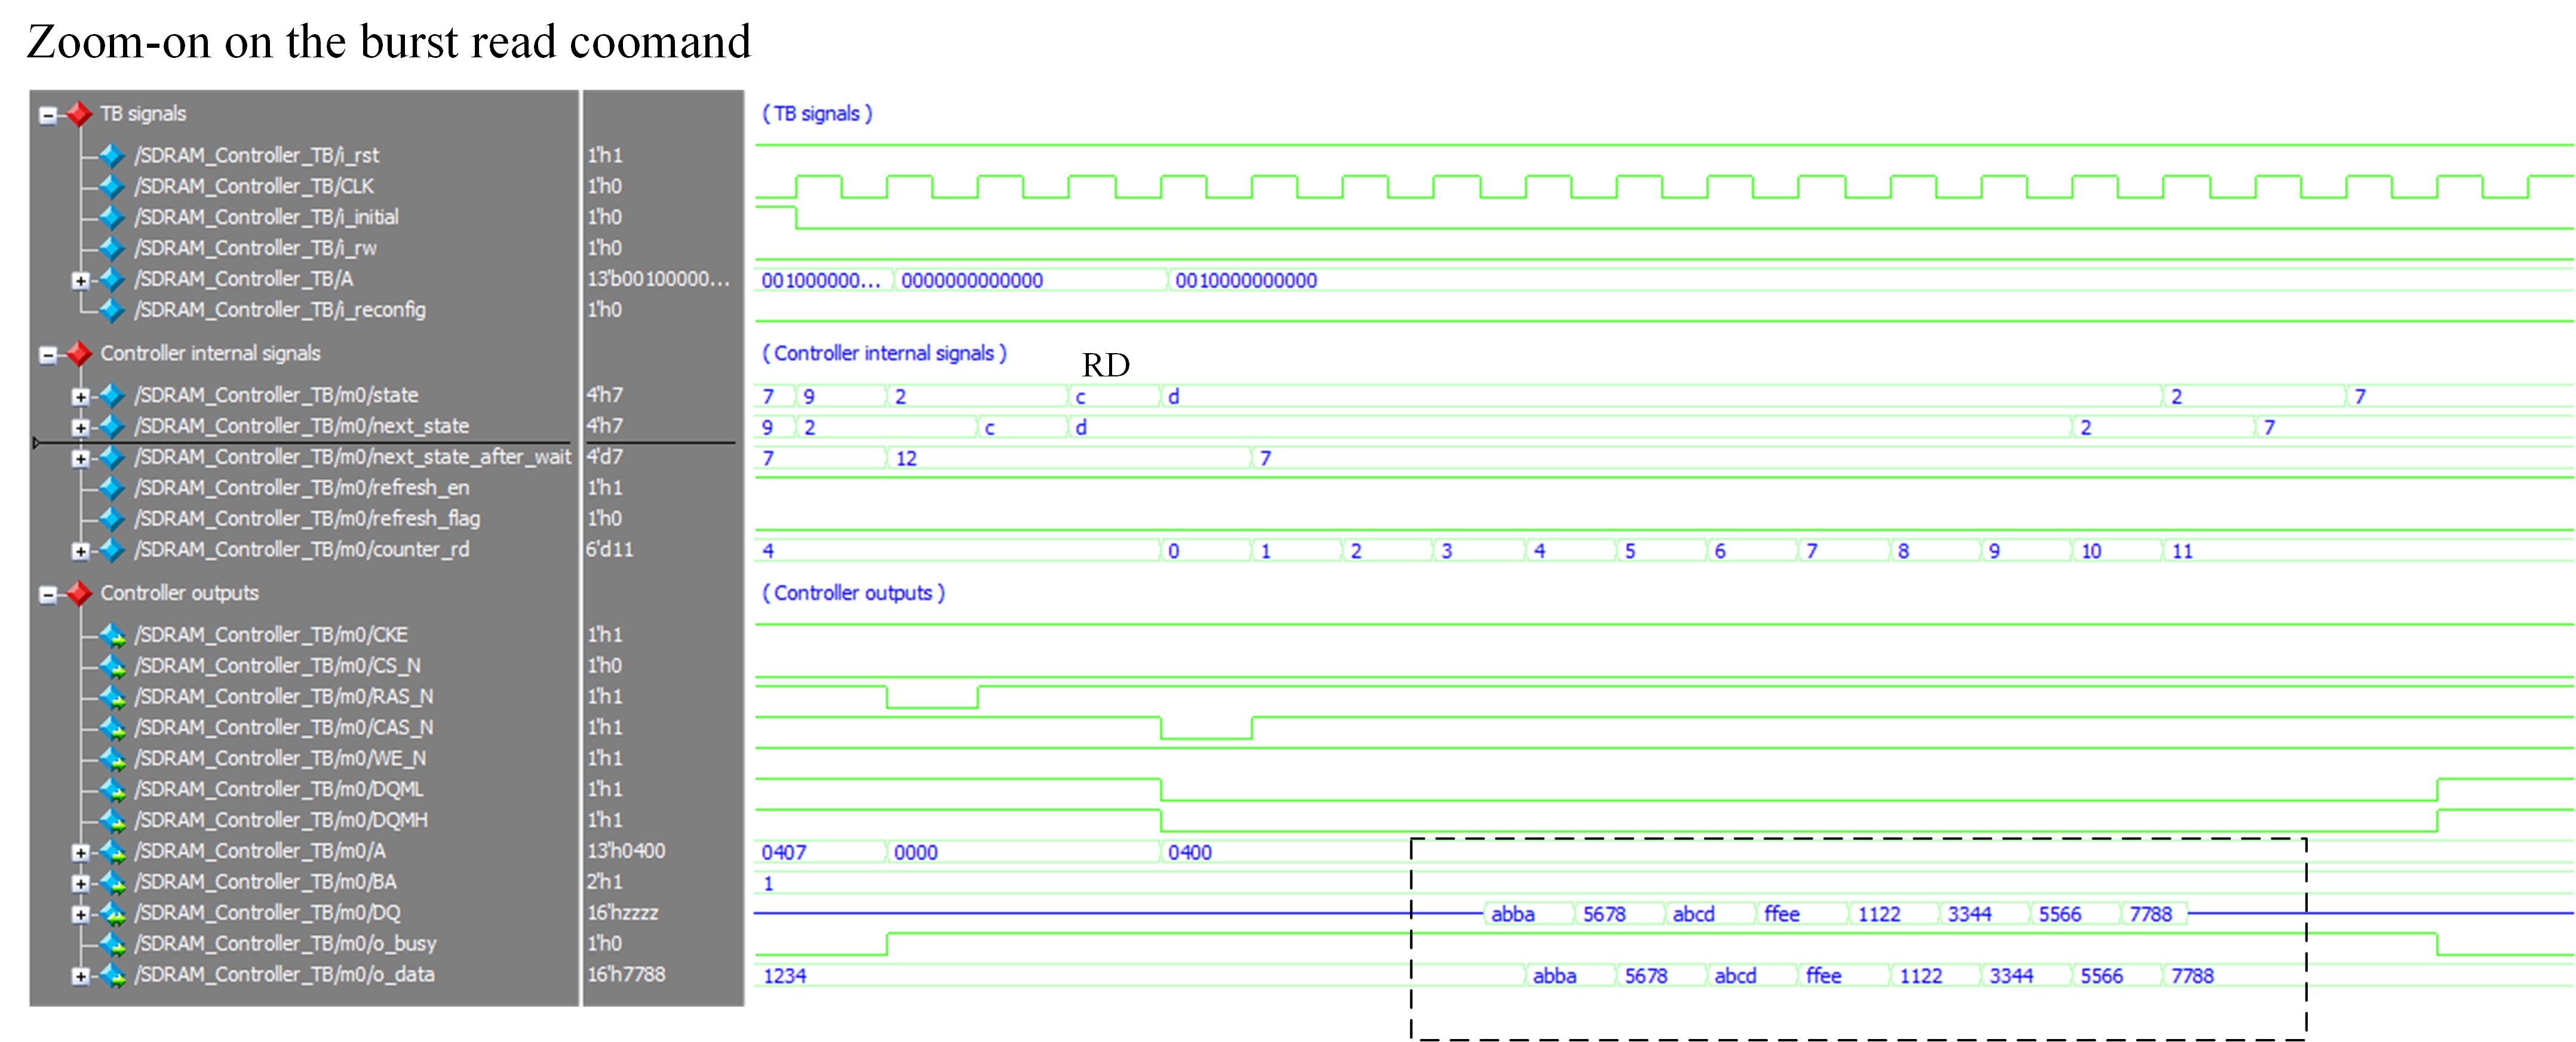 Zoom-on on the burst read coomand
TB signals (TB signals)
/SDRAM_Controller_TB/i_rst 1'h1
/SDRAM_Controller_TB/CLK 1'h0
/SDRAM_Controller_TB/i_initial 1'h0
/SDRAM_Controller_TB/i_rw 1'h0
/SDRAM_Controller_TB/A 13'b00100000... 001000000... 0000000000000 0010000000000
/SDRAM_Controller_TB/i_reconfig 1'h0
Controller internal signals (Controller internal signals)
RD
/SDRAM_Controller_TB/m0/state 4'h7 7 9 2 c d 2 7
/SDRAM_Controller_TB/m0/next_state 4'h7 9 2 c d 2 7
/SDRAM_Controller_TB/m0/next_state_after_wait 4'd7 7 12 7
/SDRAM_Controller_TB/m0/refresh_en 1'h1
/SDRAM_Controller_TB/m0/refresh_flag 1'h0
/SDRAM_Controller_TB/m0/counter_rd 6'd11 4 0 1 2 3 4 5 6 7 8 9 10 11
Controller outputs (Controller outputs)
/SDRAM_Controller_TB/m0/CKE 1'h1
/SDRAM_Controller_TB/m0/CS_N 1'h0
/SDRAM_Controller_TB/m0/RAS_N 1'h1
/SDRAM_Controller_TB/m0/CAS_N 1'h1
/SDRAM_Controller_TB/m0/WE_N 1'h1
/SDRAM_Controller_TB/m0/DQML 1'h1
/SDRAM_Controller_TB/m0/DQMH 1'h1
/SDRAM_Controller_TB/m0/A 13'h0400 0407 0000 0400
/SDRAM_Controller_TB/m0/BA 2'h1 1
/SDRAM_Controller_TB/m0/DQ 16'hzzzz abba 5678 abcd ffee 1122 3344 5566 7788
/SDRAM_Controller_TB/m0/o_busy 1'h0
/SDRAM_Controller_TB/m0/o_data 16'h7788 1234 abba 5678 abcd ffee 1122 3344 5566 7788